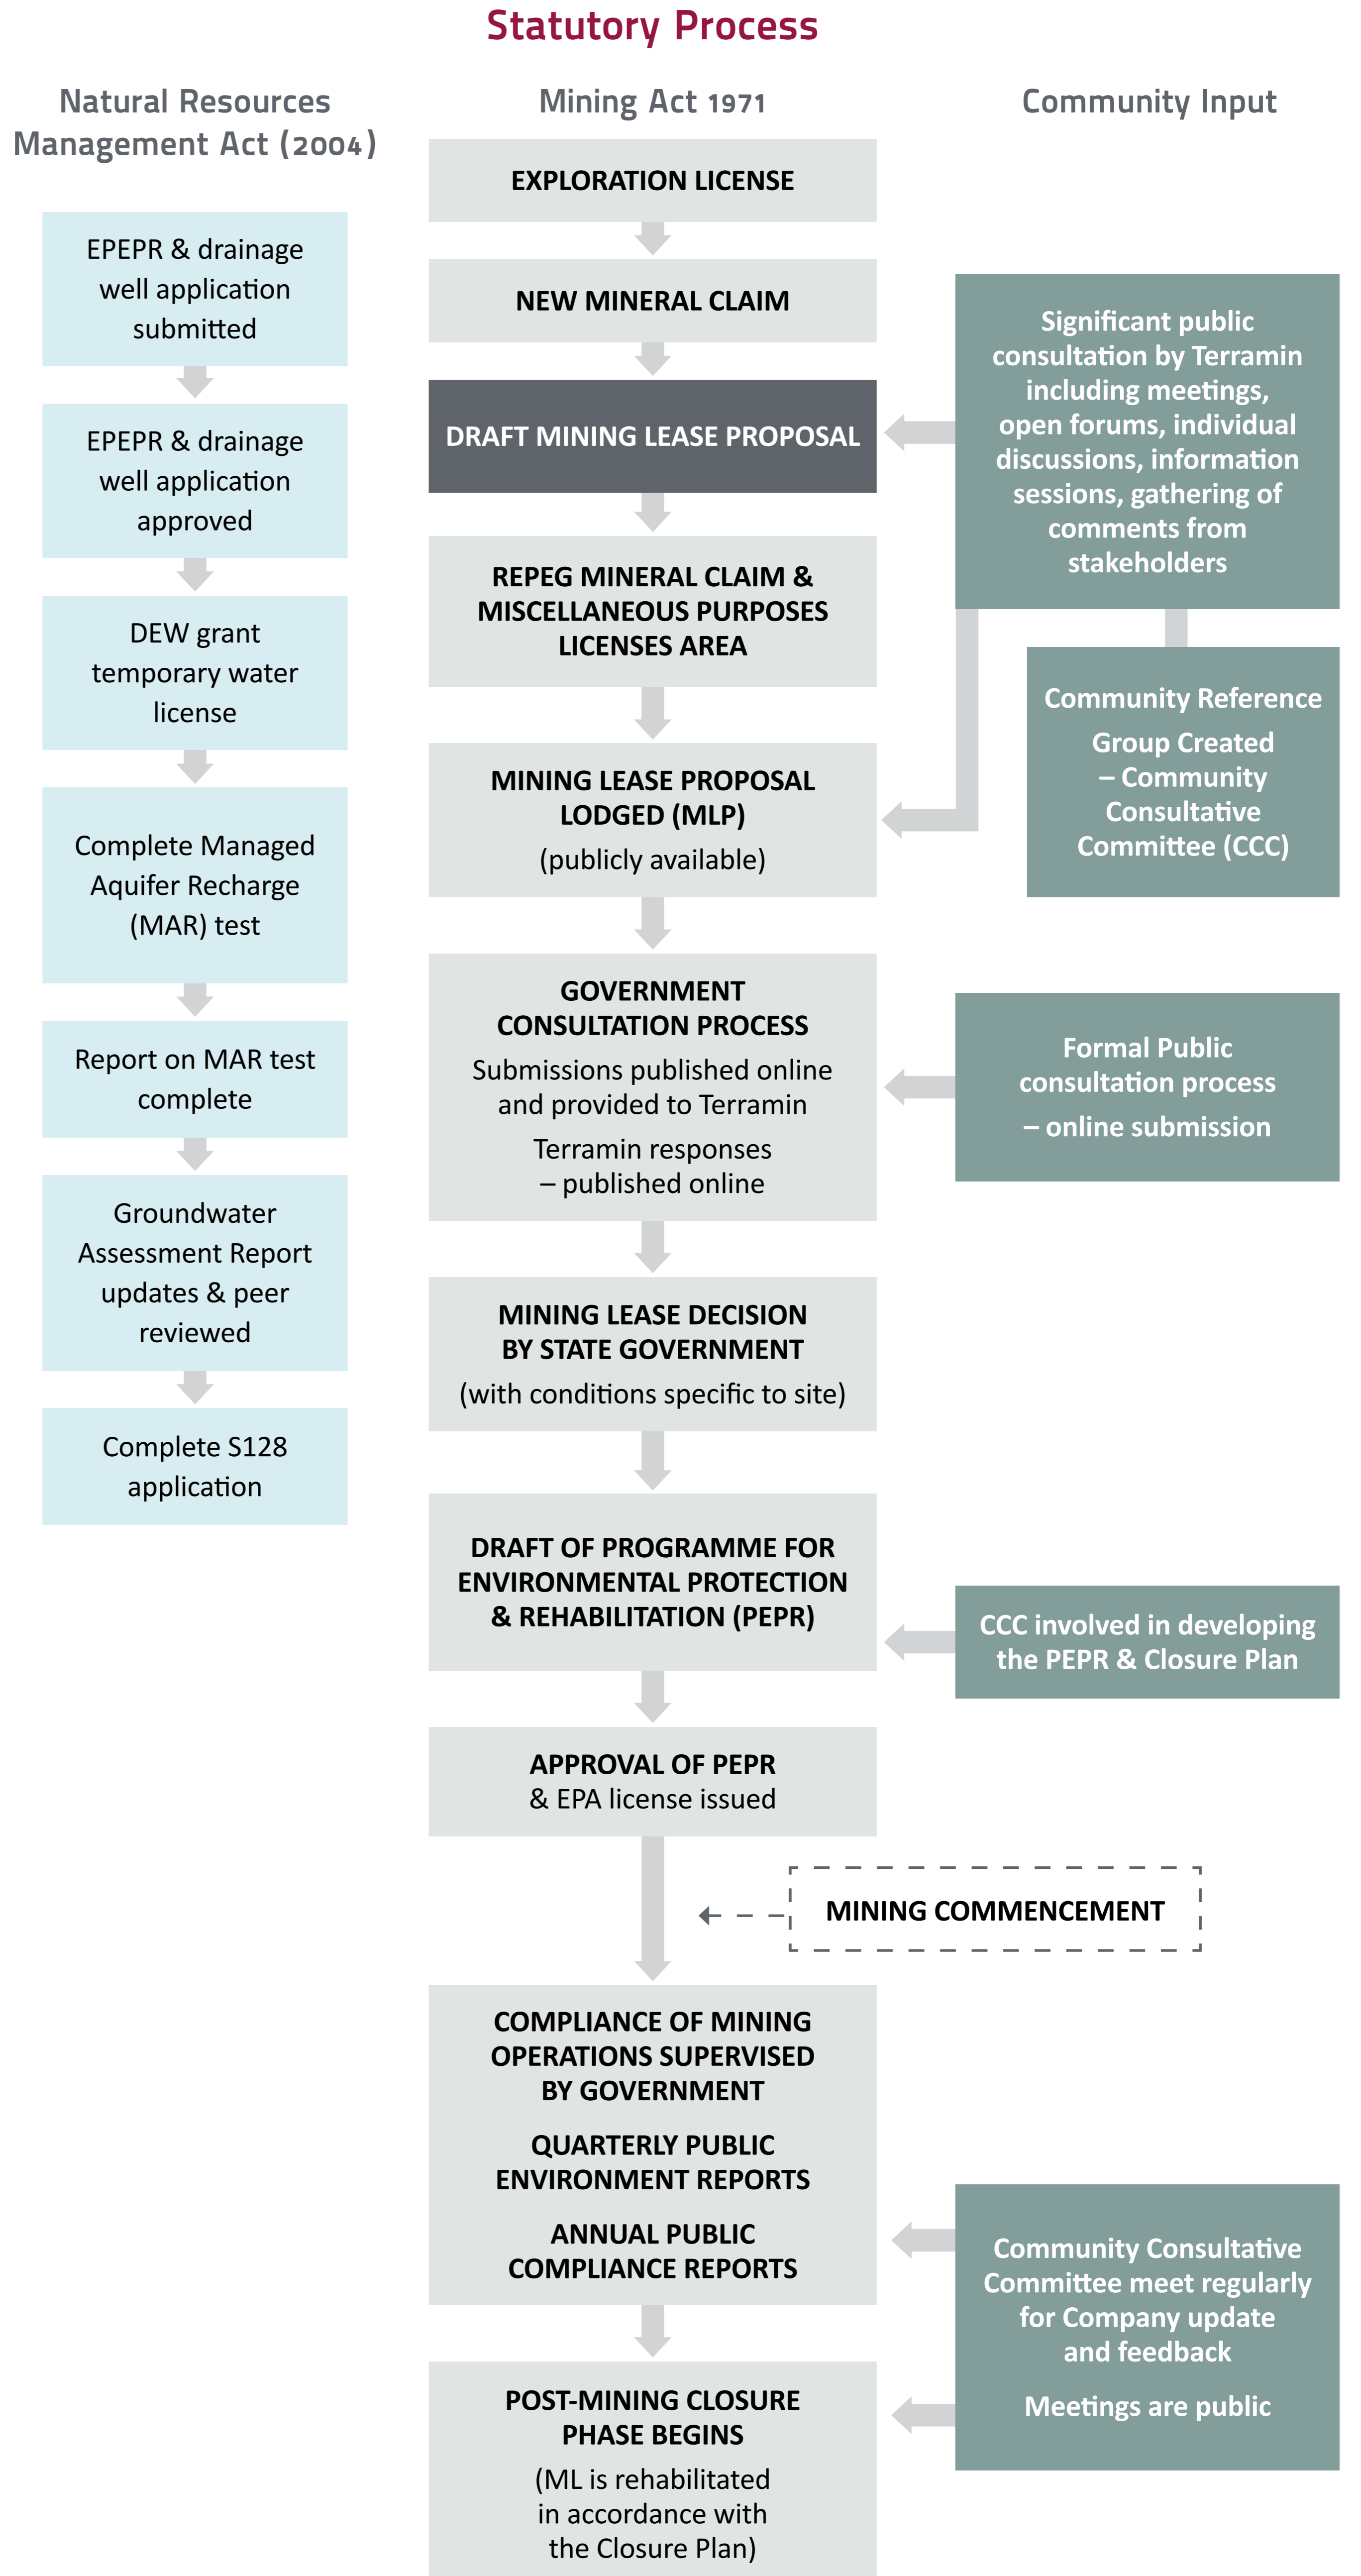 Statutory Process
Natural Resources
Management Act (2004)
EPEPR & drainage
well application
submitted
EPEPR & drainage
well application
approved
DEW grant
temporary water
license
Complete Managed
Aquifer Recharge
(MAR) test
Report on MAR test
complete
Groundwater
Assessment Report
updates & peer
reviewed
Complete S128
application
Mining Act 1971
EXPLORATION LICENSE
NEW MINERAL CLAIM
DRAFT MINING LEASE PROPOSAL
REPEG MINERAL CLAIM &
MISCELLANEOUS PURPOSES
LICENSES AREA
MINING LEASE PROPOSAL
LODGED (MLP)
(publicly available)
GOVERNMENT
CONSULTATION PROCESS
Submissions published online
and provided to Terramin
Terramin responses
– published online
MINING LEASE DECISION
BY STATE GOVERNMENT
(with conditions specific to site)
DRAFT OF PROGRAMME FOR
ENVIRONMENTAL PROTECTION
& REHABILITATION (PEPR)
APPROVAL OF PEPR
& EPA license issued
MINING COMMENCEMENT
COMPLIANCE OF MINING
OPERATIONS SUPERVISED
BY GOVERNMENT
QUARTERLY PUBLIC
ENVIRONMENT REPORTS
ANNUAL PUBLIC
COMPLIANCE REPORTS
POST-MINING CLOSURE
PHASE BEGINS
(ML is rehabilitated
in accordance with
the Closure Plan)
Community Input
Significant public
consultation by Terramin
including meetings,
open forums, individual
discussions, information
sessions, gathering of
comments from
stakeholders
Community Reference
Group Created
– Community
Consultative
Committee (CCC)
Formal Public
consultation process
– online submission
CCC involved in developing
the PEPR & Closure Plan
Community Consultative
Committee meet regularly
for Company update
and feedback
Meetings are public